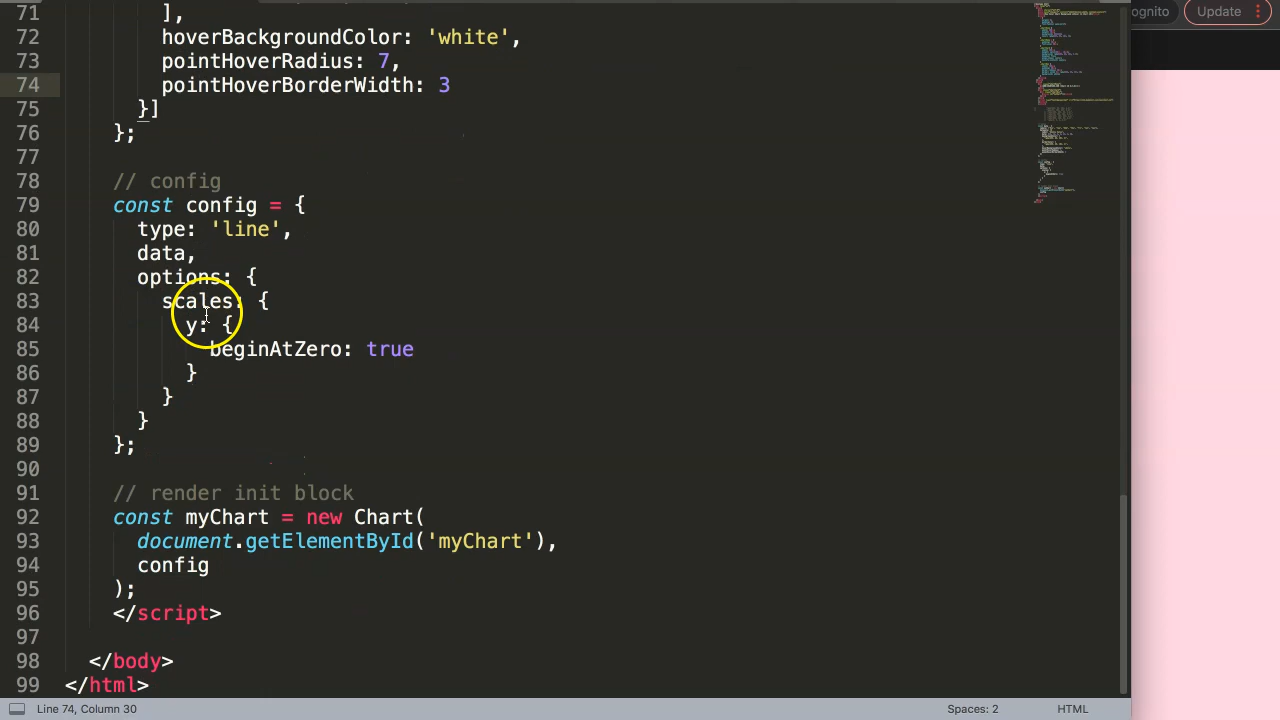 71 ],
72 hoverBackgroundColor: 'white',
73 pointHoverRadius: 7,
74 pointHoverBorderWidth: 3
75 }]
76 };
77
78 // config
79 const config = {
80 type: 'line',
81 data,
82 options: {
83 scales: {
84 y: {
85 beginAtZero: true
86 }
87 }
88 }
89 };
90
91 // render init block
92 const myChart = new Chart(
93 document.getElementById('myChart'),
94 config
95 );
96 </script>
97
98 </body>
99 </html>
Line 74, Column 30
Spaces: 2
HTML
ognito
Update